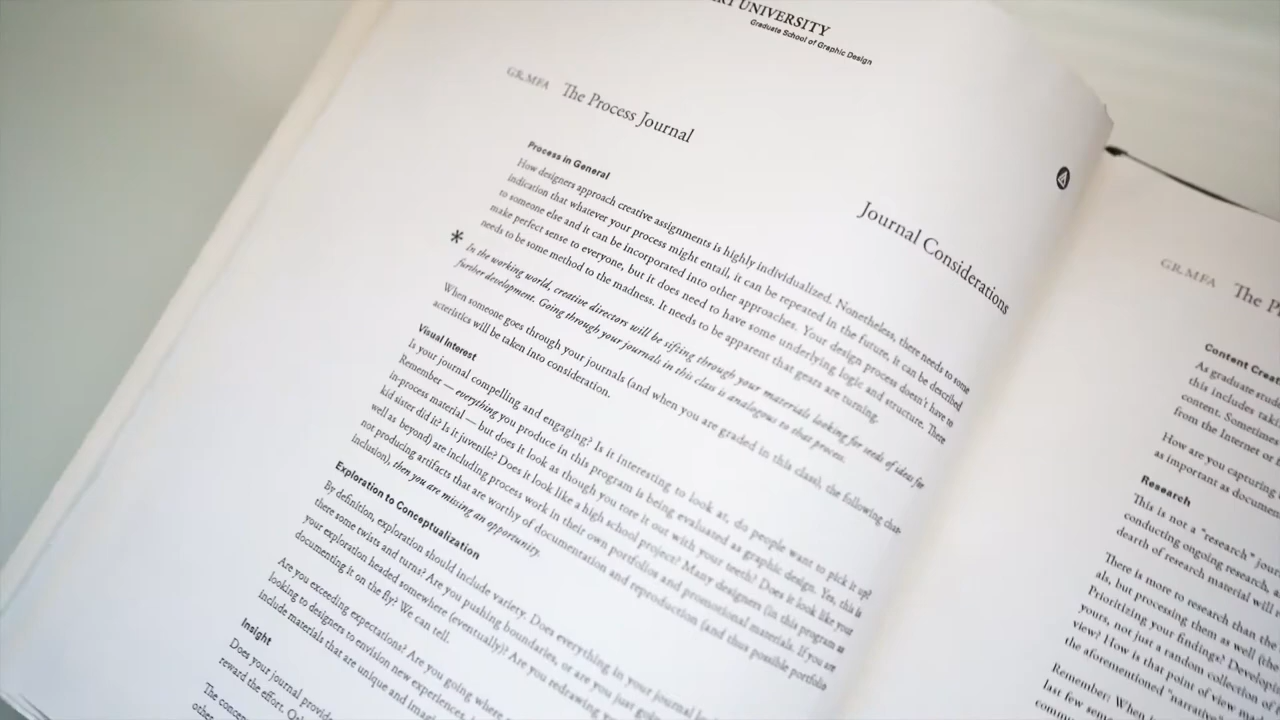 UNIVERSITY
Graduate School of Graphic Design
GR.MFA The Process Journal
Journal Considerations
Process in General
How designers approach creative assignments is highly individualized. Nonetheless, there needs to some
indication that whatever your process might entail, it can be repeated in the future, it can be described
to someone else and it can be incorporated into other approaches. Your design process doesn't have to
make perfect sense to everyone, but it does need to have some underlying logic and structure. There
needs to be some method to the madness. It needs to be apparent that gears are turning.
* In the working world, creative directors will be sifting through your materials looking for seeds of ideas for
further development. Going through your journals in this class is analogous to that proven.
When someone goes through your journals (and when you are graded in this class), the following char-
acteristics will be taken into consideration.
Visual Interest
Is your journal compelling and engaging? Is it interesting to look at, do people want to pick it up?
Remember — everything you produce in this program is being evaluated as graphic design. Yes, this is
in-process material — but does it look as though you tore it out with your teeth? Does it look like your
kid sister did it? Is it juvenile? Does it look like a high school project? Many designers (in this program as
well as beyond) are including process work in their own portfolios and promotional materials. If you are
not producing artifacts that are worthy of documentation and reproduction (and thus possible portfolio
inclusion), then you are missing an opportunity.
Exploration to Conceptualization
By definition, exploration should include variety. Does everything in your journal
there some twists and turns? Are you pushing boundaries, or are you just going
your exploration headed somewhere (eventually)? Are you redrawing your
documenting it on the fly? We can tell.
Are you exceeding expectations? Are you going where
looking to designers to envision new experiences,
include materials that are unique and
Insight
Does your journal provide
reward the effort.
The
other
GR.MFA The
Content
As graduate
this includes
content. Sometimes
from the Internet or
How are you capturing
as important as
Research
This is not a "research"
conducting ongoing research,
dearth of research material will
There is more to research than
but processing them as well
Prioritizing your findings?
yours, not just a random collection of
view? How is that point of view
the aforementioned
Remember: When
last few